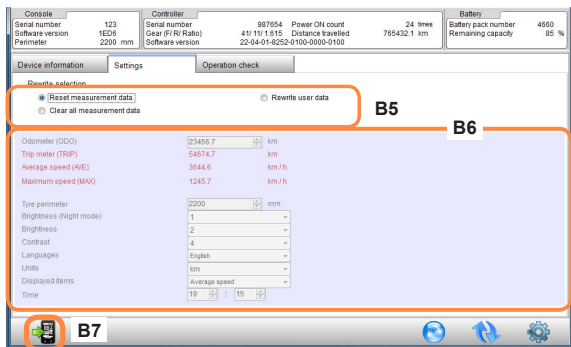 Console Controller Battery
Serial number 123 Serial number 987654 Power ON count 24 times Battery pack number 4660
Software version 1ED6 Gear (F/ R/ Ratio) 41/ 11/ 1.615 Distance travelled 765432.1 km Remaining capacity 85 %
Perimeter 2200 mm Software version 22-04-01-8252-0100-0000-0100
Device information Settings Operation check
Rewrite selection
Reset measurement data Rewrite user data
Clear all measurement data
B5
B6
Odometer (ODO) 23456.7 km
Trip meter (TRIP) 54674.7 km
Average speed (AVE) 3644.6 km / h
Maximum speed (MAX) 1245.7 km / h
Tyre perimeter 2200 mm
Brightness (Night mode) 1
Brightness 2
Contrast 4
Languages English
Units km
Displayed items Average speed
Time 19 : 15
B7